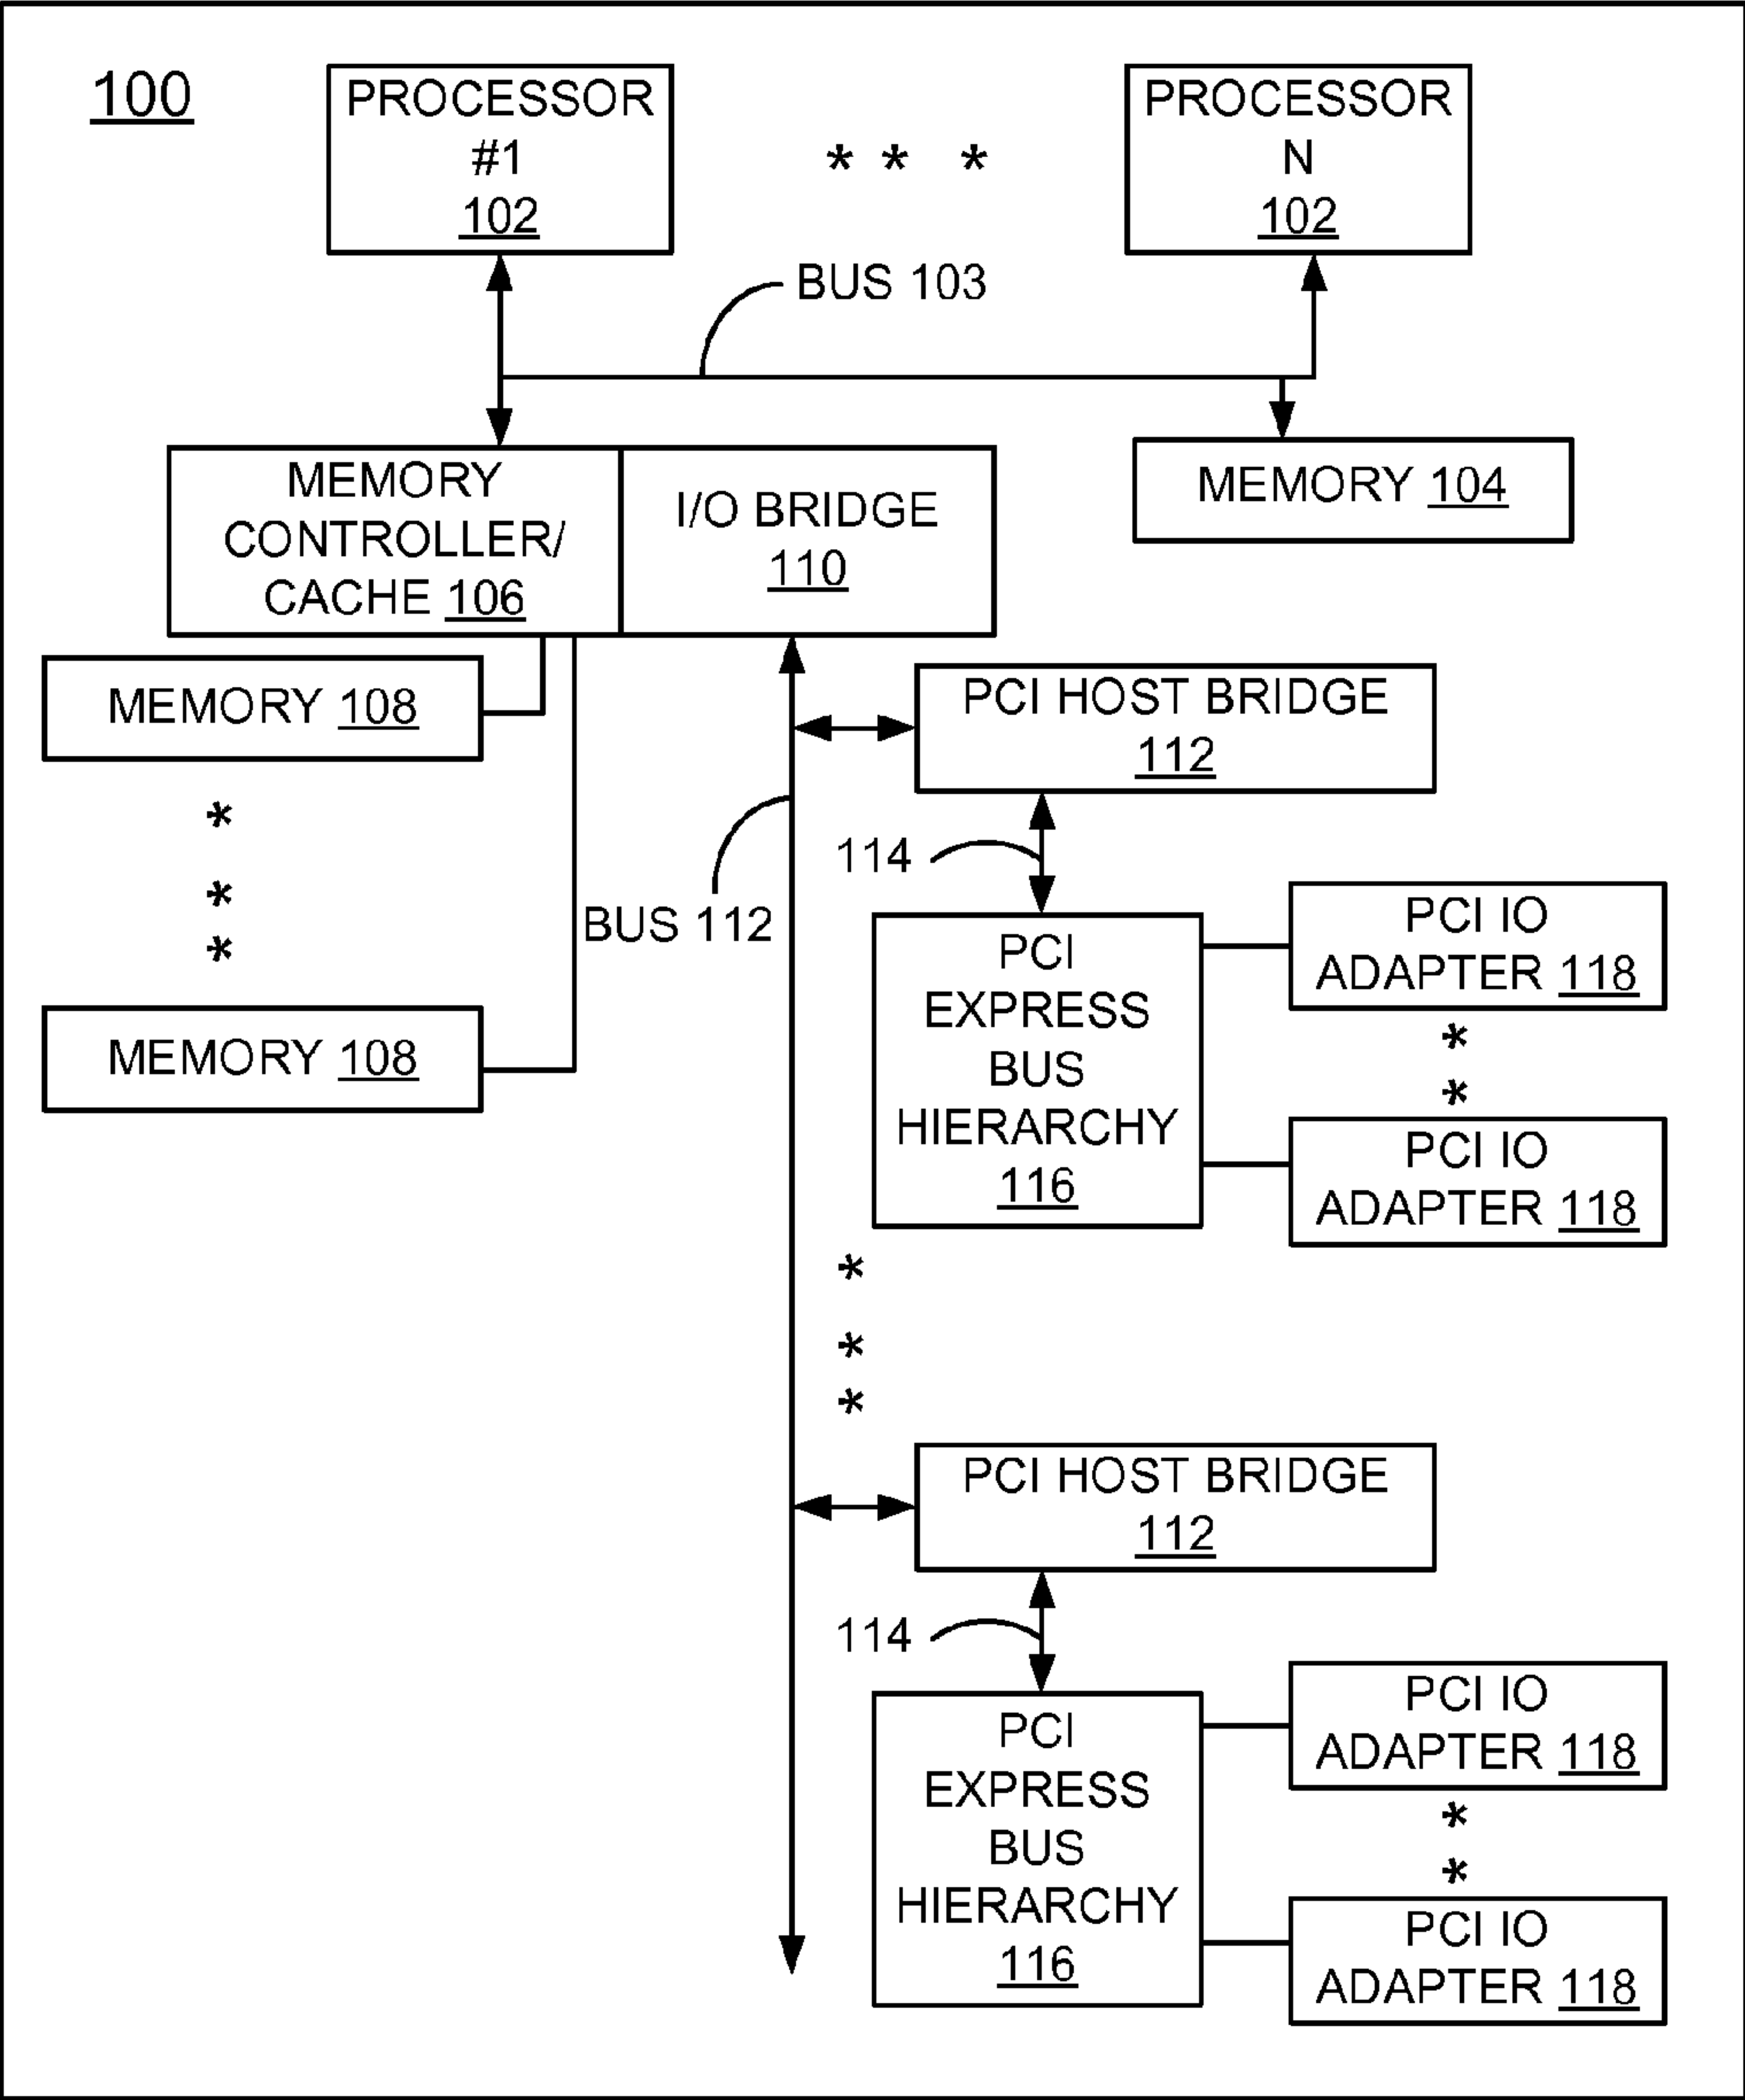 100
PROCESSOR
#1
102
* * *
PROCESSOR
N
102
BUS 103
MEMORY
CONTROLLER/
CACHE 106
I/O BRIDGE
110
MEMORY 104
MEMORY 108
*
*
*
MEMORY 108
BUS 112
PCI HOST BRIDGE
112
114
PCI
EXPRESS
BUS
HIERARCHY
116
PCI IO
ADAPTER 118
*
*
PCI IO
ADAPTER 118
*
*
*
PCI HOST BRIDGE
112
114
PCI
EXPRESS
BUS
HIERARCHY
116
PCI IO
ADAPTER 118
*
*
PCI IO
ADAPTER 118